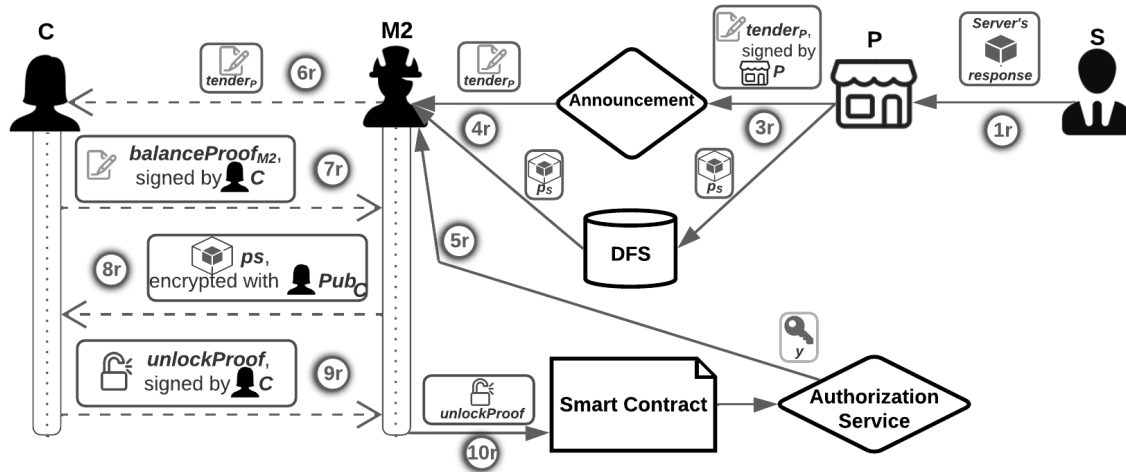 C
M2
P
S
tender_P
6r
tender_P
4r
Announcement
tender_P,
signed by
P
3r
Server's
response
1r
balanceProof_M2,
signed by C
7r
p_S
p_S
DFS
5r
8r
ps,
encrypted with Pub_C
unlockProof,
signed by C
9r
unlockProof
10r
Smart Contract
y
Authorization
Service